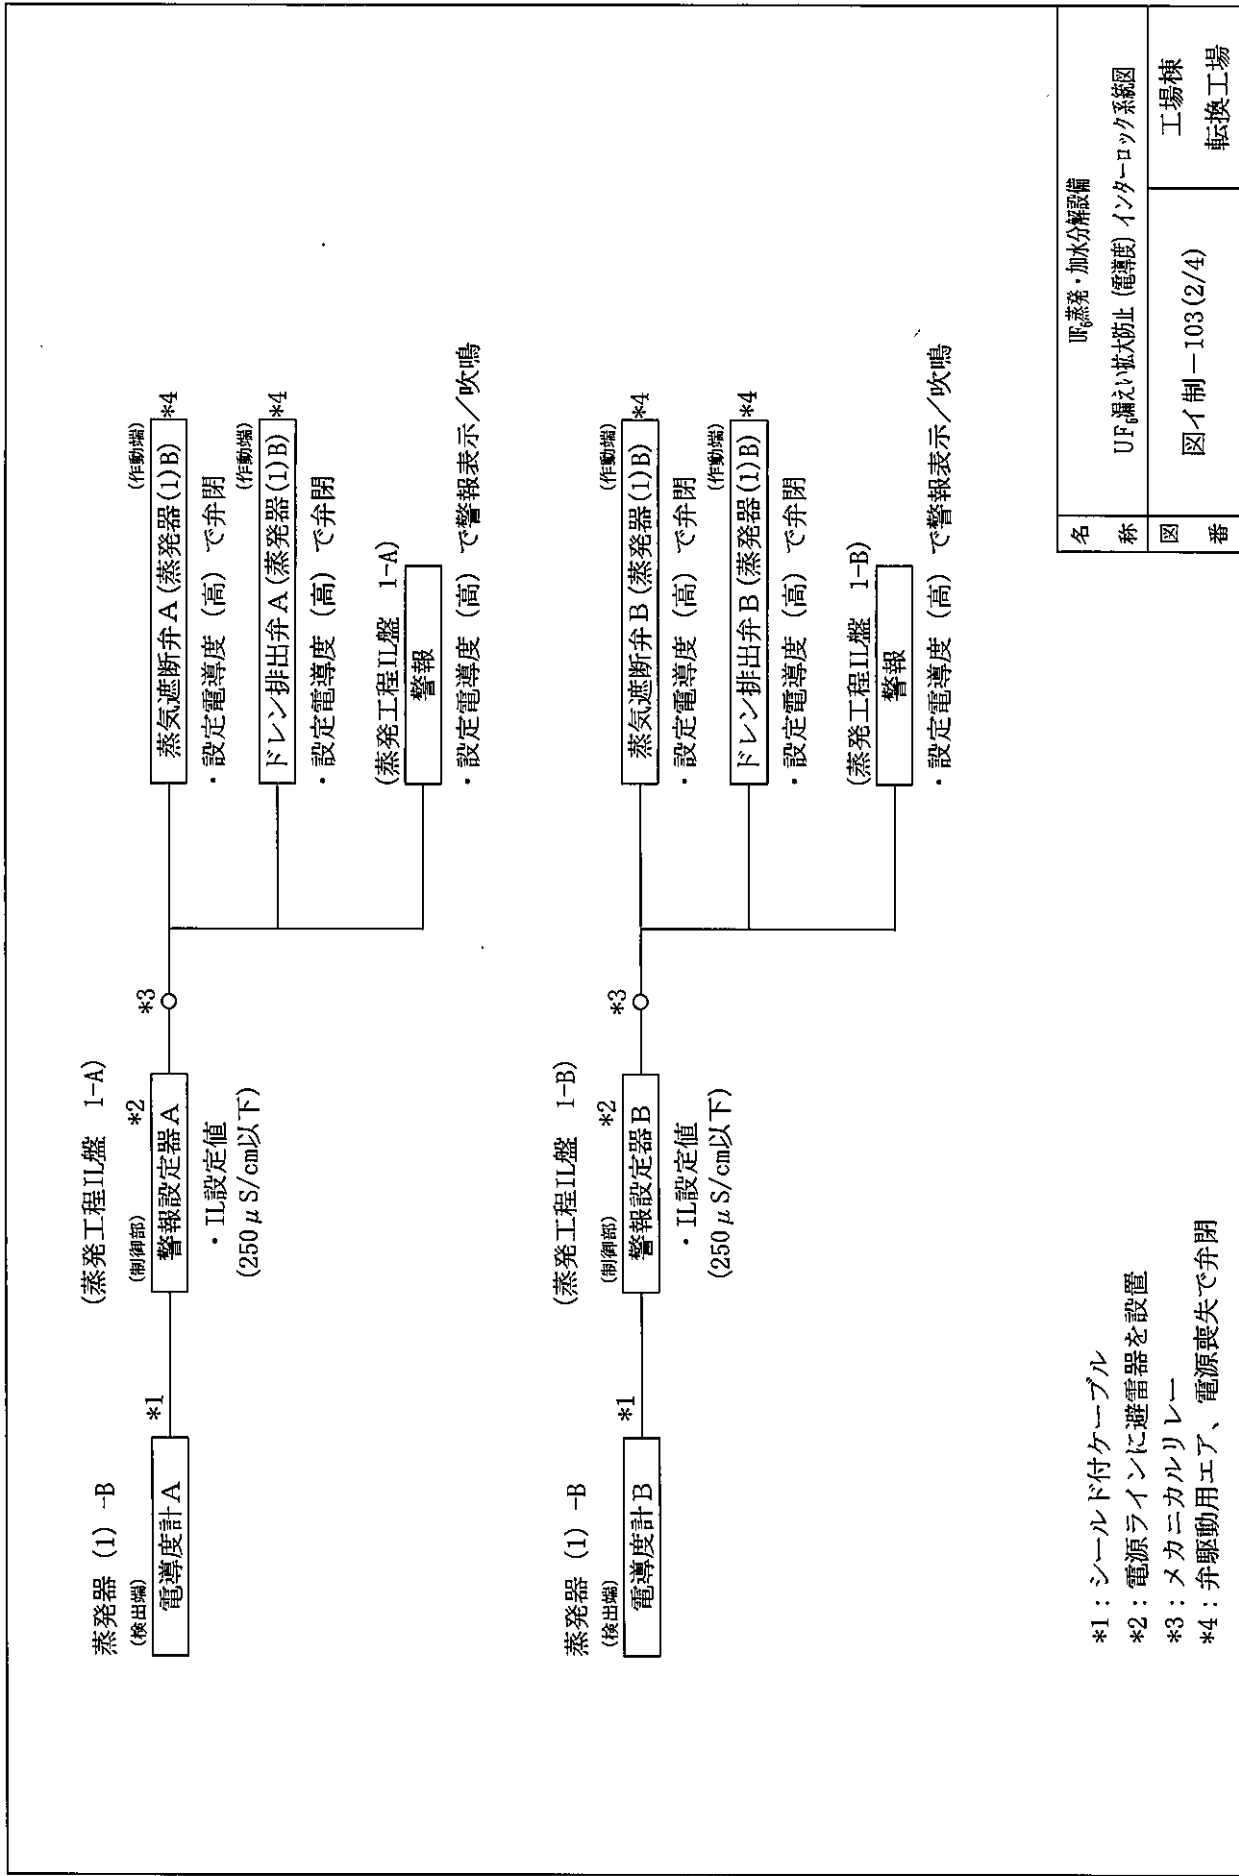 蒸発器 (1) -B
(検出端)
電導度計A
*1
(蒸発工程IL盤 1-A)
(制御部) *2
警報設定器A
・IL設定値
(250μS/cm以下)
*3
(作動端)
蒸気遮断弁A(蒸発器(1)B) *4
・設定電導度(高)で弁閉
(作動端)
ドレン排出弁A(蒸発器(1)B) *4
・設定電導度(高)で弁閉
(蒸発工程IL盤 1-A)
警報
・設定電導度(高)で警報表示/吹鳴
蒸発器 (1) -B
(検出端)
電導度計B
*1
(蒸発工程IL盤 1-B)
(制御部) *2
警報設定器B
・IL設定値
(250μS/cm以下)
*3
(作動端)
蒸気遮断弁B(蒸発器(1)B) *4
・設定電導度(高)で弁閉
(作動端)
ドレン排出弁B(蒸発器(1)B) *4
・設定電導度(高)で弁閉
(蒸発工程IL盤 1-B)
警報
・設定電導度(高)で警報表示/吹鳴
*1:シールド付ケーブル
*2:電源ラインに避雷器を設置
*3:メカニカルリレー
*4:弁駆動用エア、電源喪失で弁閉
名称
UF₆蒸発・加水分解設備
UF₆漏えい拡大防止(電導度)インターロック系統図
図番
図イ制-103(2/4)
工場棟
転換工場